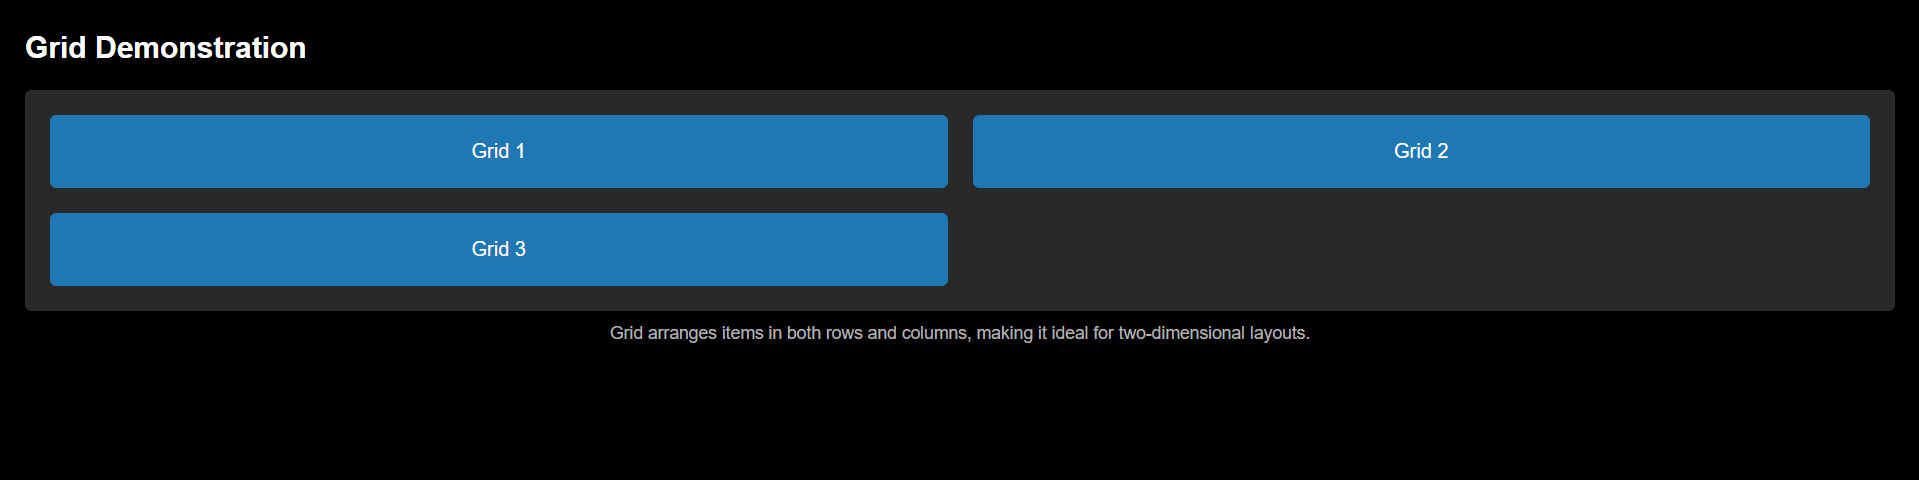 Grid Demonstration
Grid 1
Grid 2
Grid 3
Grid arranges items in both rows and columns, making it ideal for two-dimensional layouts.